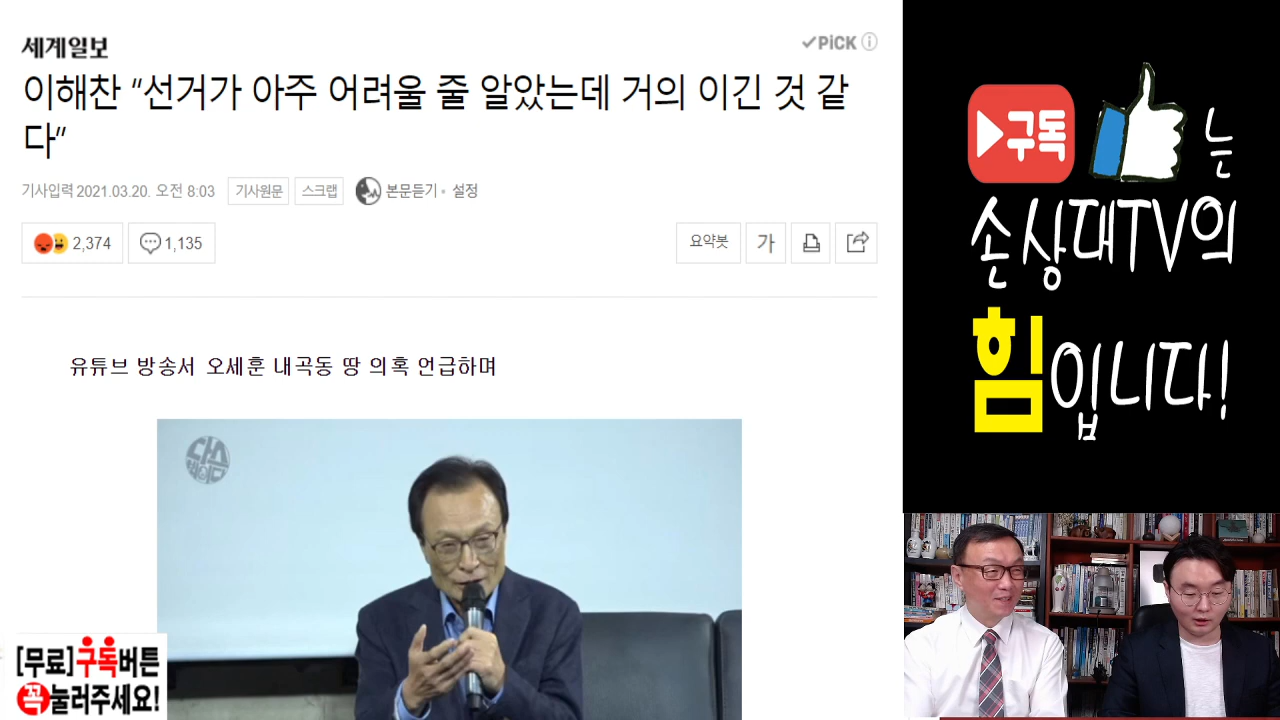 세계일보
✓PiCK ⓘ
이해찬 “선거가 아주 어려울 줄 알았는데 거의 이긴 것 같
다”
기사입력 2021.03.20. 오전 8:03 기사원문 스크랩 본문듣기 · 설정
2,374 1,135 요약봇 가
유튜브 방송서 오세훈 내곡동 땅 의혹 언급하며
[무료]구독버튼
꼭눌러주세요!
구독 는
손상대TV의
힘입니다!